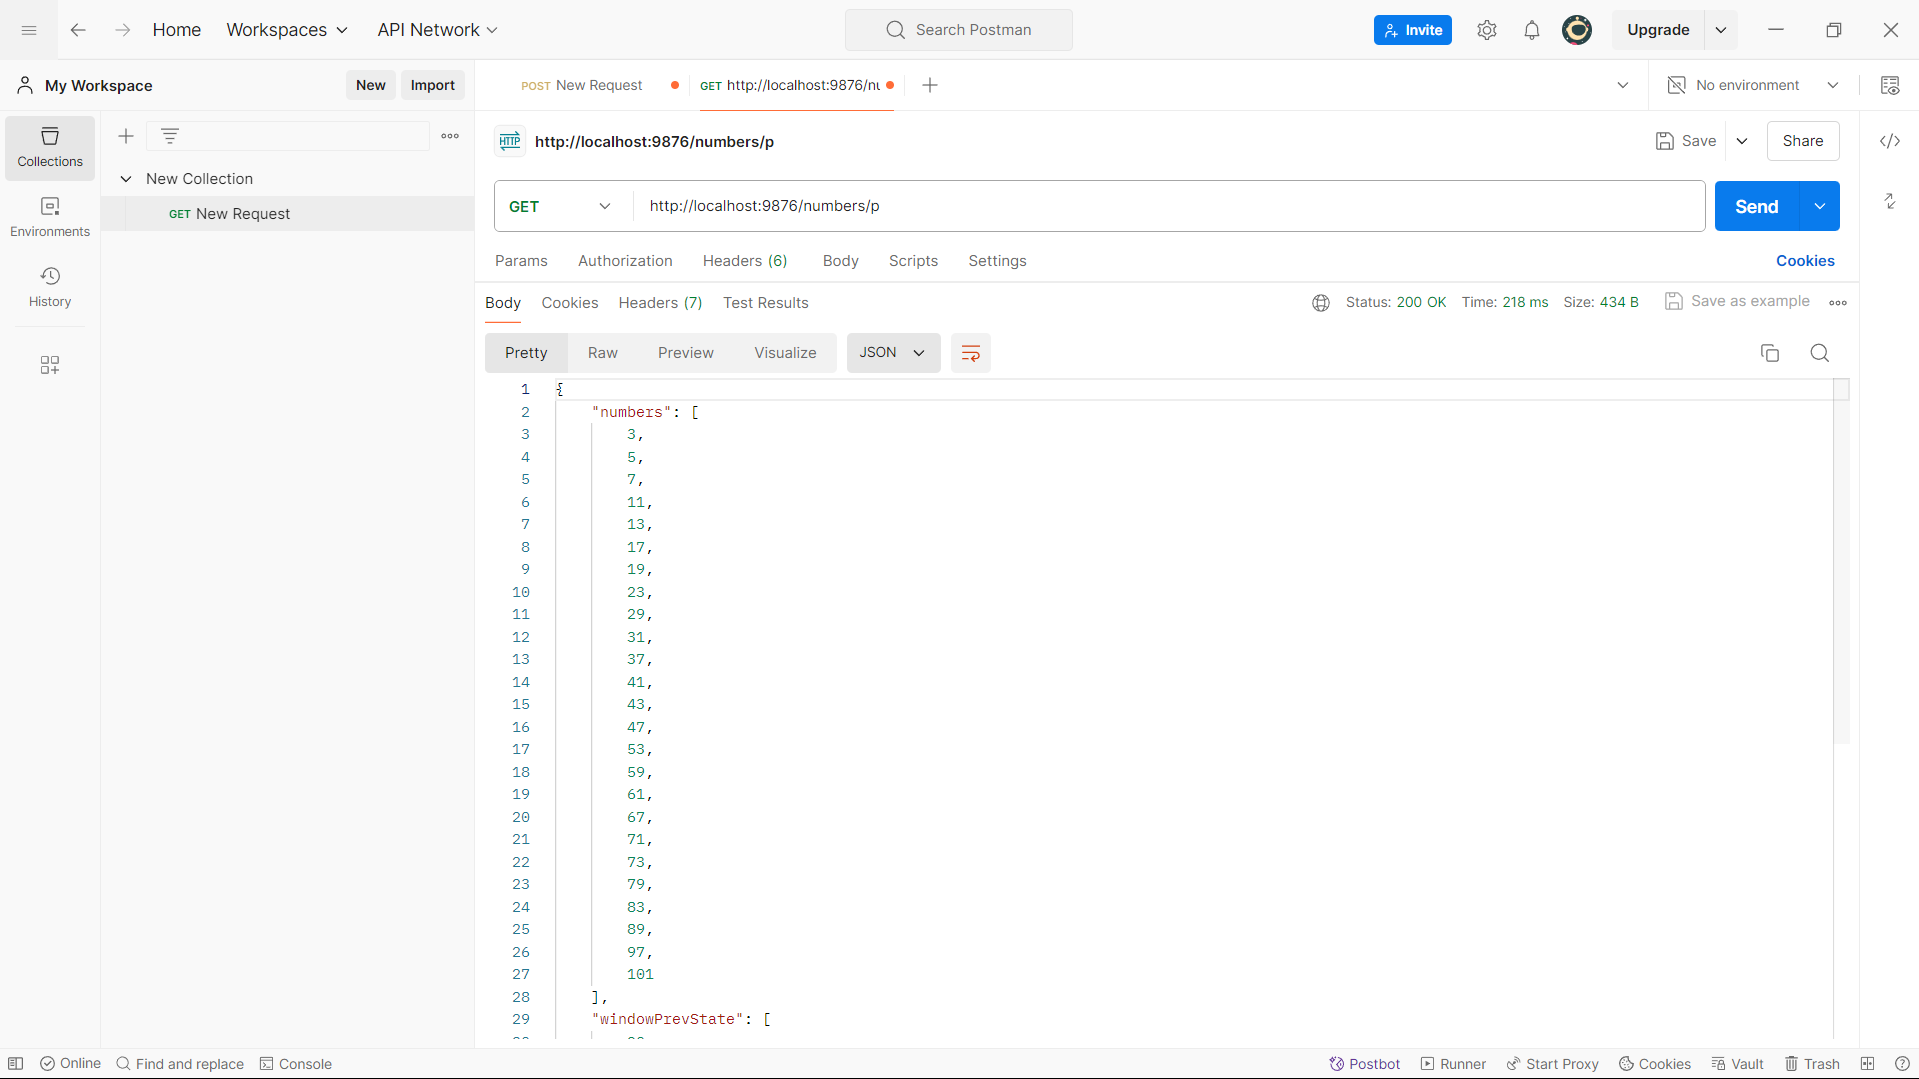 Home Workspaces API Network Search Postman Invite Upgrade
My Workspace New Import POST New Request GET http://localhost:9876/nu No environment
Collections
Environments
History
New Collection
GET New Request
HTTP http://localhost:9876/numbers/p Save Share
GET http://localhost:9876/numbers/p Send
Params Authorization Headers (6) Body Scripts Settings Cookies
Body Cookies Headers (7) Test Results Status: 200 OK Time: 218 ms Size: 434 B Save as example
Pretty Raw Preview Visualize JSON
1 {
2 "numbers": [
3 3,
4 5,
5 7,
6 11,
7 13,
8 17,
9 19,
10 23,
11 29,
12 31,
13 37,
14 41,
15 43,
16 47,
17 53,
18 59,
19 61,
20 67,
21 71,
22 73,
23 79,
24 83,
25 89,
26 97,
27 101
28 ],
29 "windowPrevState": [
Online Find and replace Console Postbot Runner Start Proxy Cookies Vault Trash